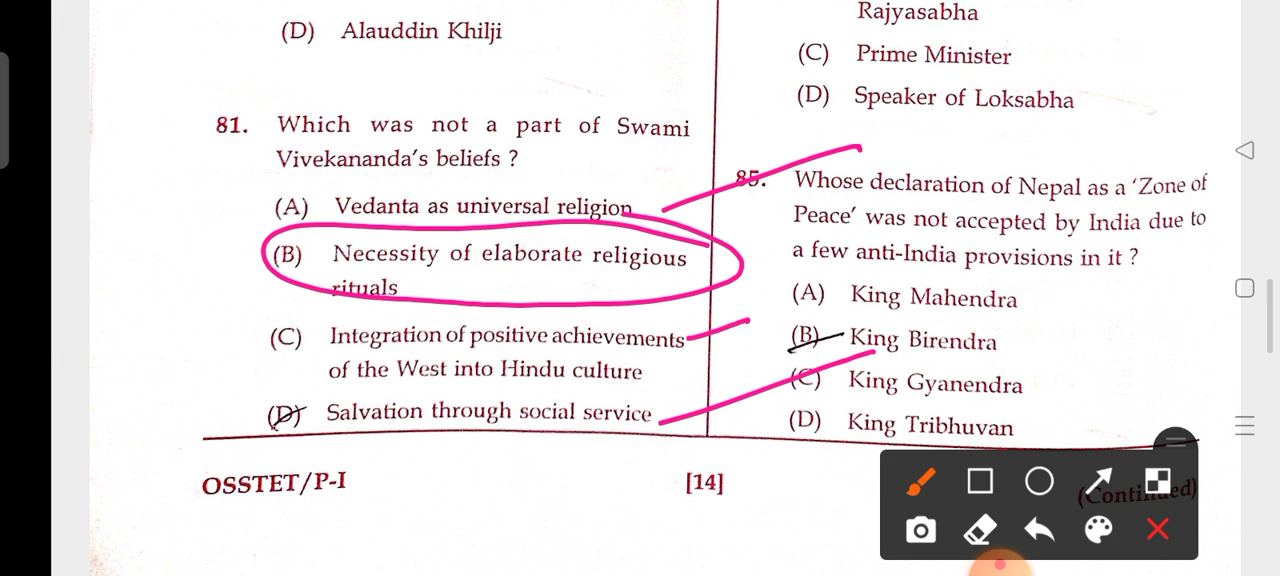 (D) Alauddin Khilji
81. Which was not a part of Swami
Vivekananda's beliefs ?
(A) Vedanta as universal religion
(B) Necessity of elaborate religious
rituals
(C) Integration of positive achievements
of the West into Hindu culture
(D) Salvation through social service
Rajyasabha
(C) Prime Minister
(D) Speaker of Loksabha
85. Whose declaration of Nepal as a 'Zone of
Peace' was not accepted by India due to
a few anti-India provisions in it ?
(A) King Mahendra
(B) King Birendra
(C) King Gyanendra
(D) King Tribhuvan
OSSTET/P-I
[14]
(Continued)